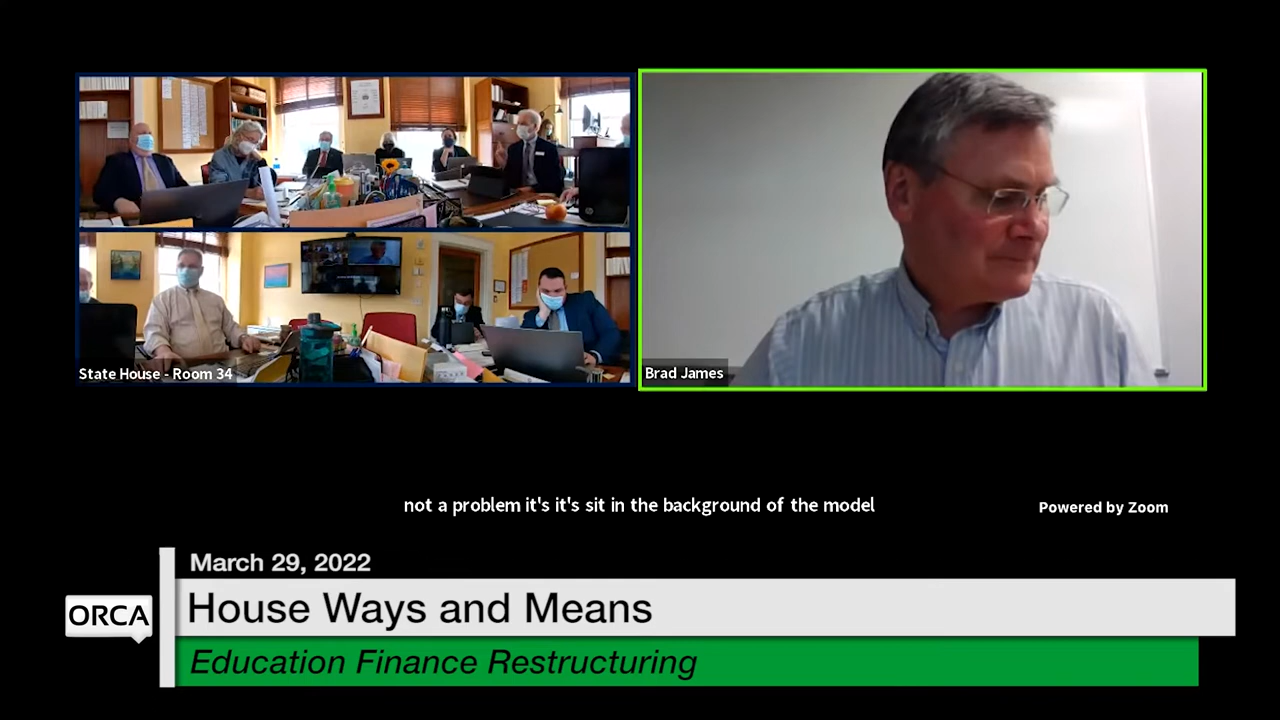 State House - Room 34
Brad James
not a problem it's it's sit in the background of the model
Powered by Zoom
March 29, 2022
ORCA
House Ways and Means
Education Finance Restructuring